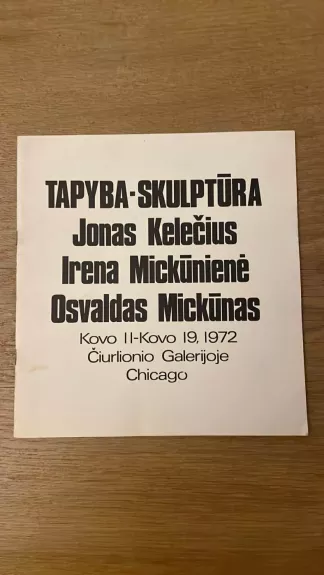 TAPYBA-SKULPTŪRA
Jonas Kelečius
Irena Mickūnienė
Osvaldas Mickūnas
Kovo 11-Kovo 19, 1972
Čiurlionio Galerijoje
Chicago